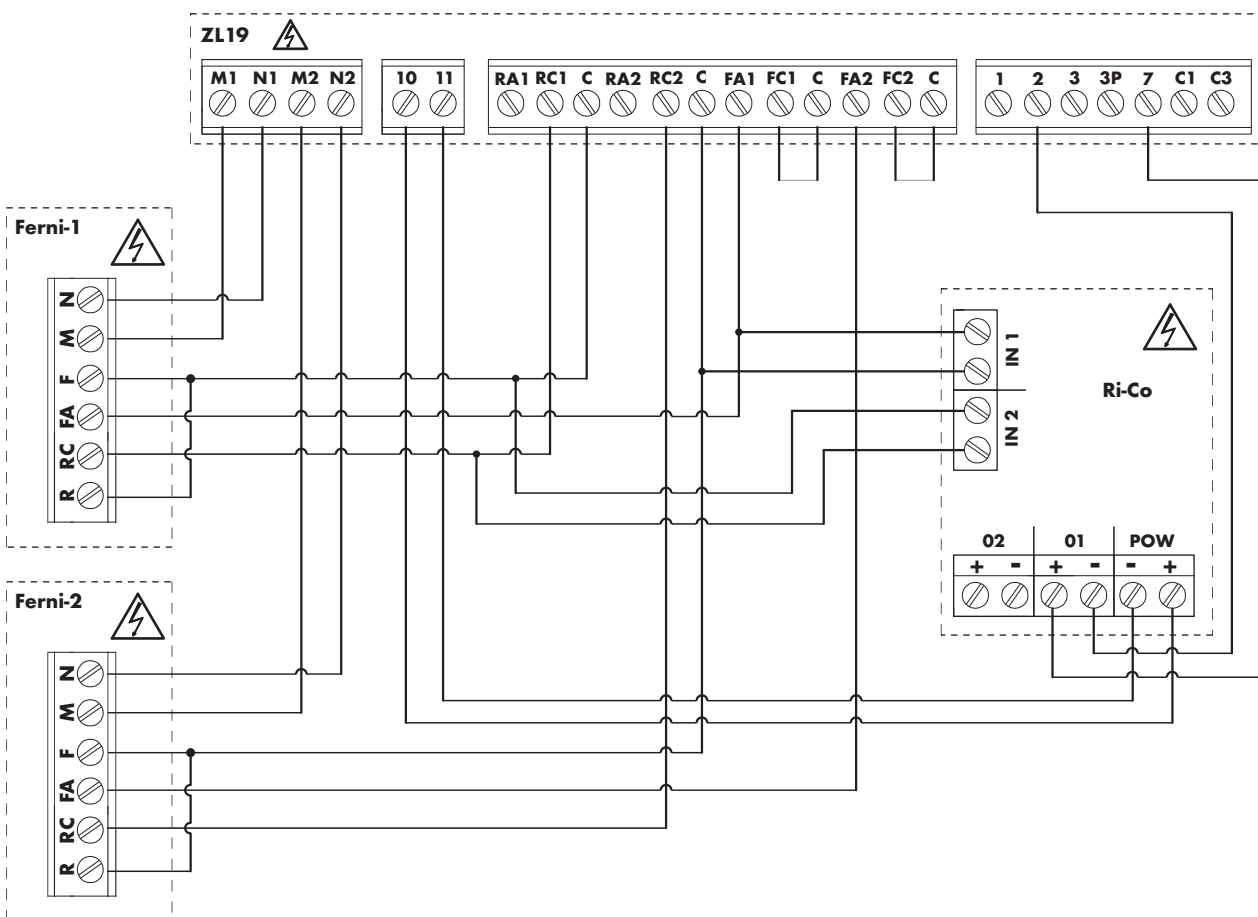 ZL19
M1 N1 M2 N2 10 11 RA1 RC1 C RA2 RC2 C FA1 FC1 C FA2 FC2 C 1 2 3 3P 7 C1 C3
Ferni-1
N
M
F
FA
RC
R
IN 1
IN 2
Ri-Co
02 01 POW
+ - + - - +
Ferni-2
N
M
F
FA
RC
R